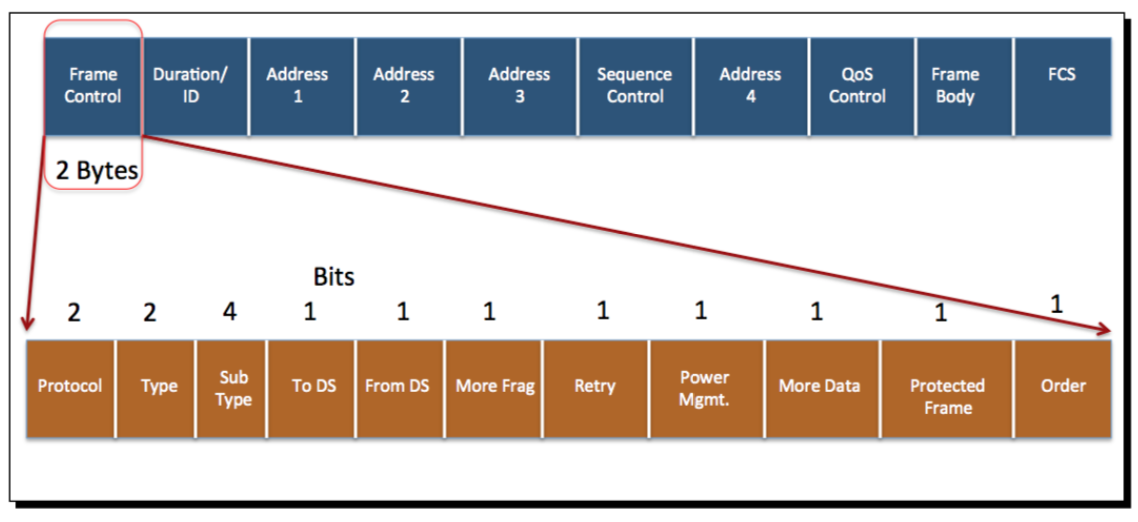 Frame
Control
Duration/
ID
Address
1
Address
2
Address
3
Sequence
Control
Address
4
QoS
Control
Frame
Body
FCS
2 Bytes
Bits
2 2 4 1 1 1 1 1 1 1 1
Protocol
Type
Sub
Type
To DS
From DS
More Frag
Retry
Power
Mgmt.
More Data
Protected
Frame
Order